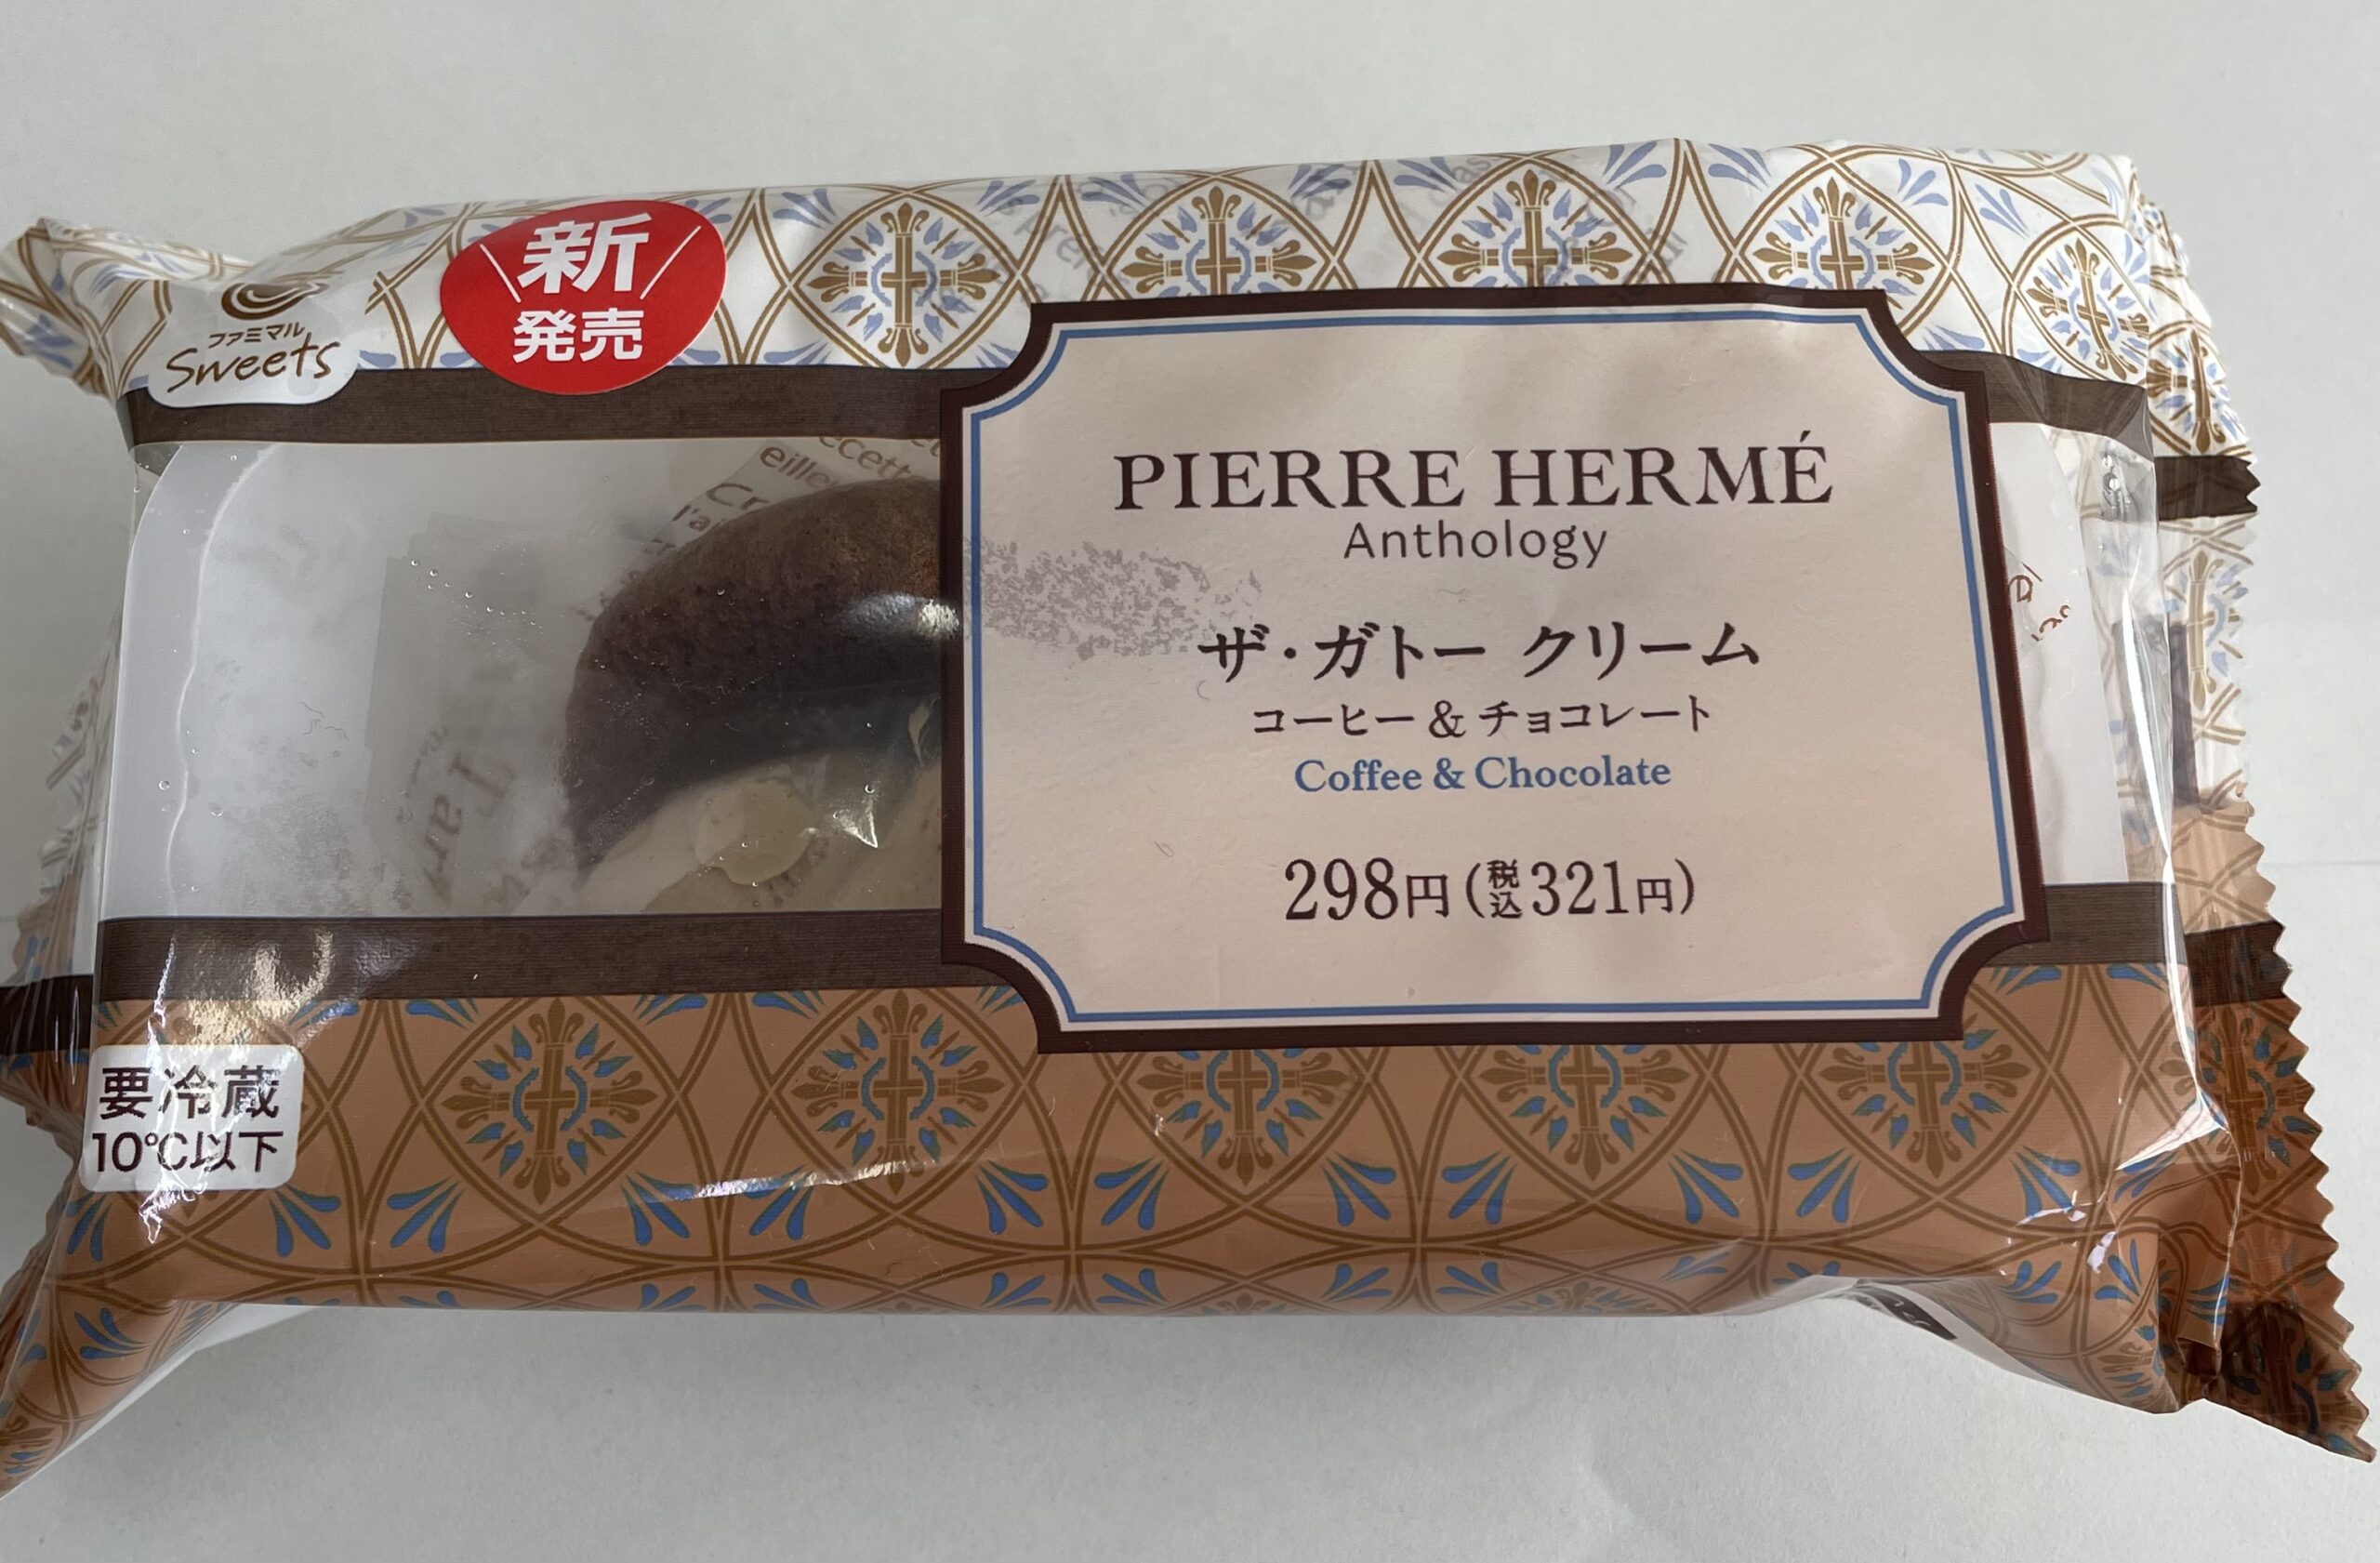 ファミマル
Sweets
新
発売
PIERRE HERMÉ
Anthology
ザ・ガトー クリーム
コーヒー & チョコレート
Coffee & Chocolate
298円(税込321円)
要冷蔵
10℃以下